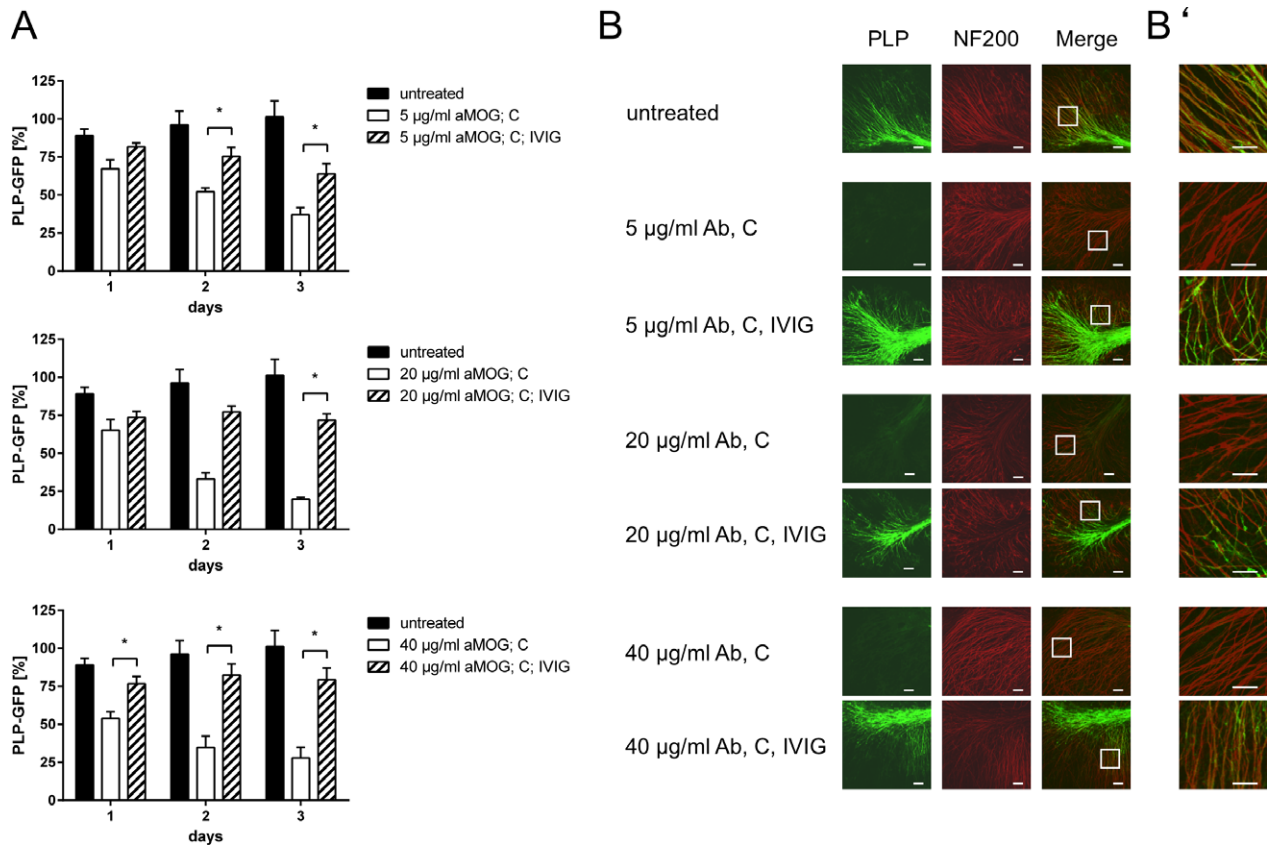 A
PLP-GFP [%]
125
100
75
50
25
0
1
2
3
days
untreated
5 µg/ml aMOG; C
5 µg/ml aMOG; C; IVIG
*
*
PLP-GFP [%]
125
100
75
50
25
0
1
2
3
days
untreated
20 µg/ml aMOG; C
20 µg/ml aMOG; C; IVIG
*
PLP-GFP [%]
125
100
75
50
25
0
1
2
3
days
untreated
40 µg/ml aMOG; C
40 µg/ml aMOG; C; IVIG
*
*
*
B
PLP
NF200
Merge
B ‘
untreated
5 µg/ml Ab, C
5 µg/ml Ab, C, IVIG
20 µg/ml Ab, C
20 µg/ml Ab, C, IVIG
40 µg/ml Ab, C
40 µg/ml Ab, C, IVIG